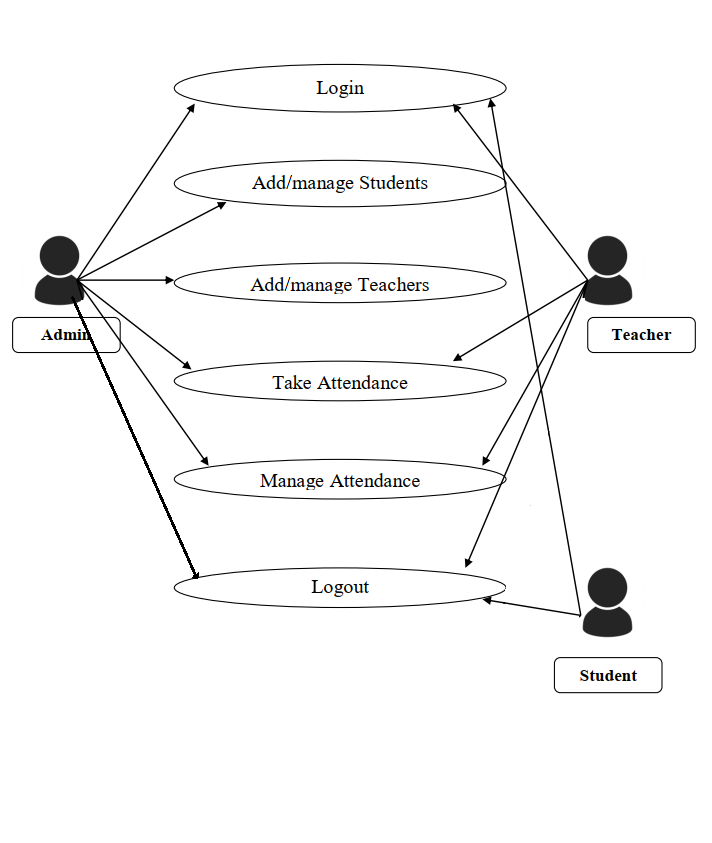 Login
Add/manage Students
Add/manage Teachers
Admin
Teacher
Take Attendance
Manage Attendance
Logout
Student